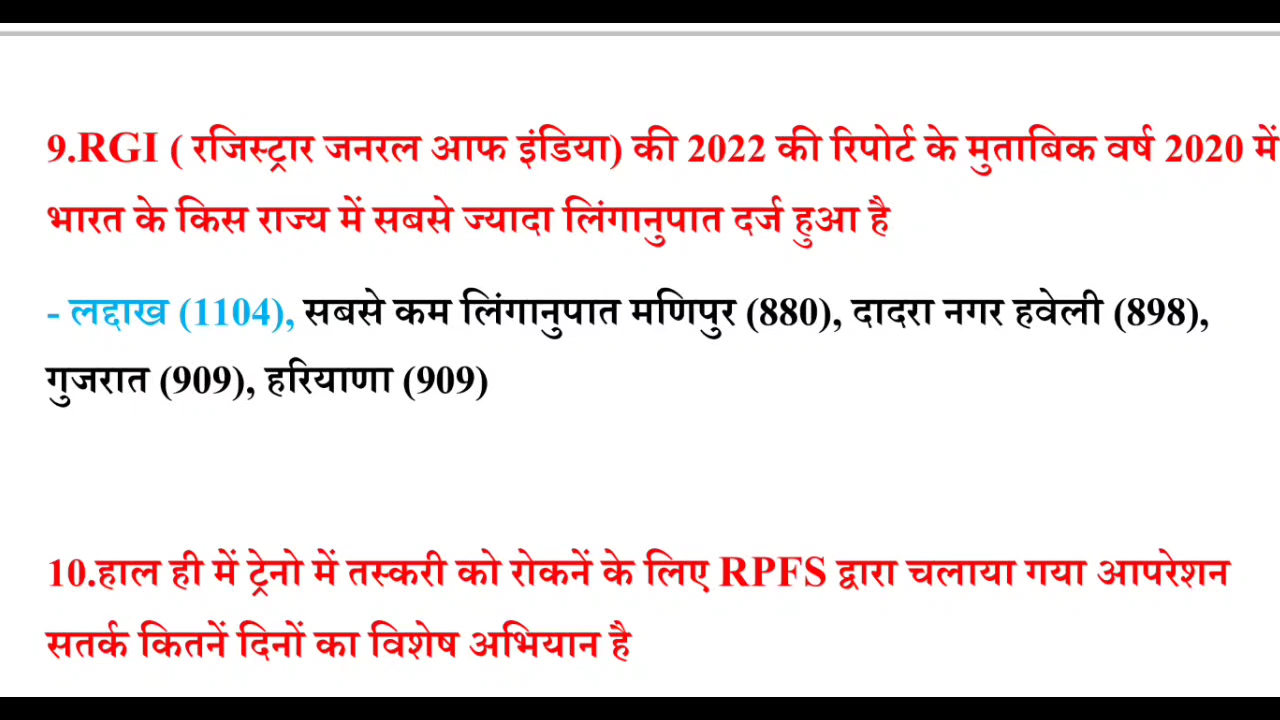 9.RGI ( रजिस्ट्रार जनरल आफ इंडिया) की 2022 की रिपोर्ट के मुताबिक वर्ष 2020 में
भारत के किस राज्य में सबसे ज्यादा लिंगानुपात दर्ज हुआ है
- लद्दाख (1104), सबसे कम लिंगानुपात मणिपुर (880), दादरा नगर हवेली (898),
गुजरात (909), हरियाणा (909)
10.हाल ही में ट्रेनो में तस्करी को रोकनें के लिए RPFS द्वारा चलाया गया आपरेशन
सतर्क कितनें दिनों का विशेष अभियान है